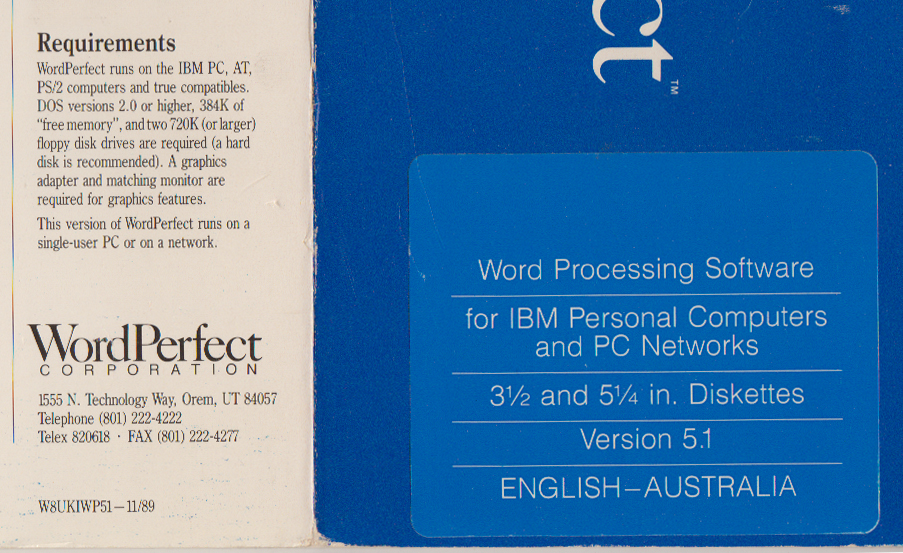 Requirements
WordPerfect runs on the IBM PC, AT,
PS/2 computers and true compatibles.
DOS versions 2.0 or higher, 384K of
"free memory", and two 720K (or larger)
floppy disk drives are required (a hard
disk is recommended). A graphics
adapter and matching monitor are
required for graphics features.
This version of WordPerfect runs on a
single-user PC or on a network.
WordPerfect
CORPORATION
1555 N. Technology Way, Orem, UT 84057
Telephone (801) 222-4222
Telex 820618 · FAX (801) 222-4277
W8UKIWP51—11/89
ct™
Word Processing Software
for IBM Personal Computers
and PC Networks
3½ and 5¼ in. Diskettes
Version 5.1
ENGLISH–AUSTRALIA